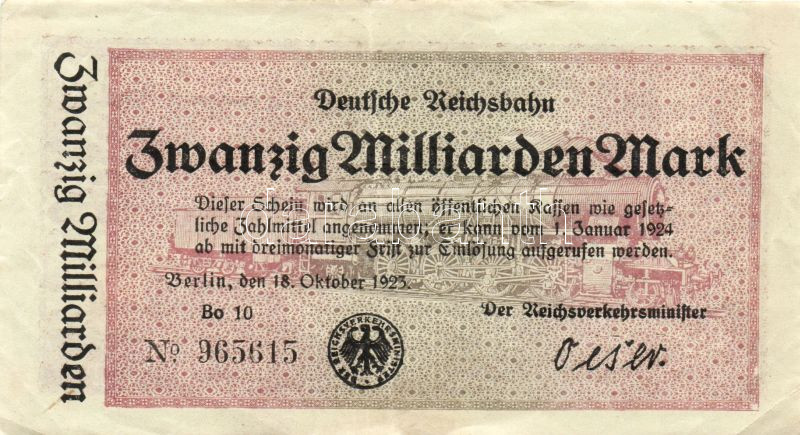 Zwanzig Milliarden
Deutsche Reichsbahn
Zwanzig Milliarden Mark
Dieser Schein wird an allen öffentlichen Kassen wie gesetz-
liche Zahlmittel angenommen; er kann vom 1. Januar 1924
ab mit dreimonatiger Frist zur Einlösung aufgerufen werden.
Berlin, den 18. Oktober 1923.
Bo 10
Der Reichsverkehrsminister
No 965615
DER REICHSVERKEHRSMINISTER
Oeser.